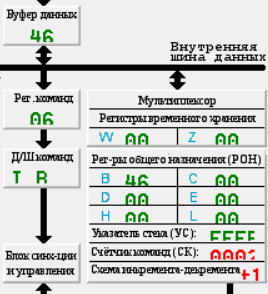 Буфер данных
46
Внутренняя
шина данных
Рег.команд
06
Мультиплексор
Регистры временного хранения
W 00 Z 00
Д/Ш команд
T R
Рег-ры общего назначения (РОН)
B 46 C 00
D 00 E 00
H 00 L 00
Указатель стека (УС): FFFF
Счётчик команд (СК): 0002
Схема инкремента-декремента +1
Блок синх-ции
и управления